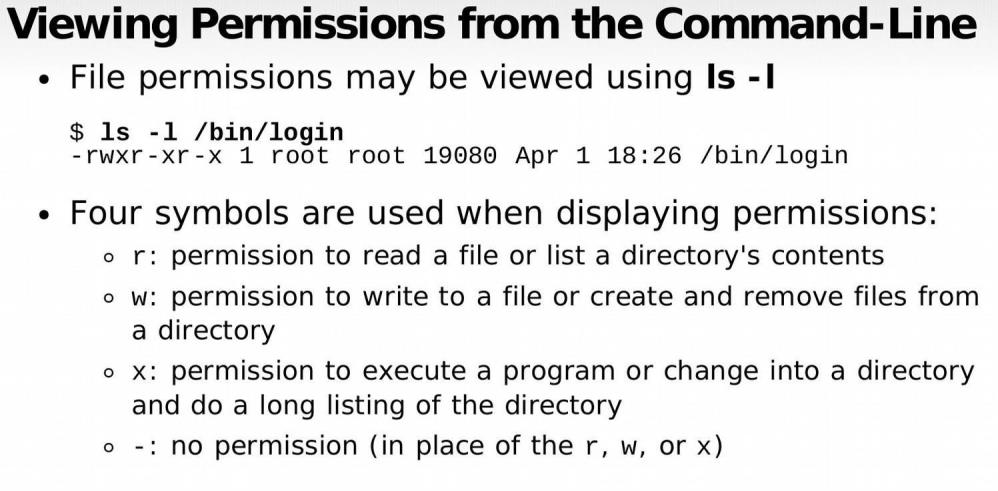 Viewing Permissions from the Command-Line
• File permissions may be viewed using ls -l
$ ls -l /bin/login
-rwxr-xr-x 1 root root 19080 Apr 1 18:26 /bin/login
• Four symbols are used when displaying permissions:
◦ r: permission to read a file or list a directory's contents
◦ w: permission to write to a file or create and remove files from
a directory
◦ x: permission to execute a program or change into a directory
and do a long listing of the directory
◦ -: no permission (in place of the r, w, or x)